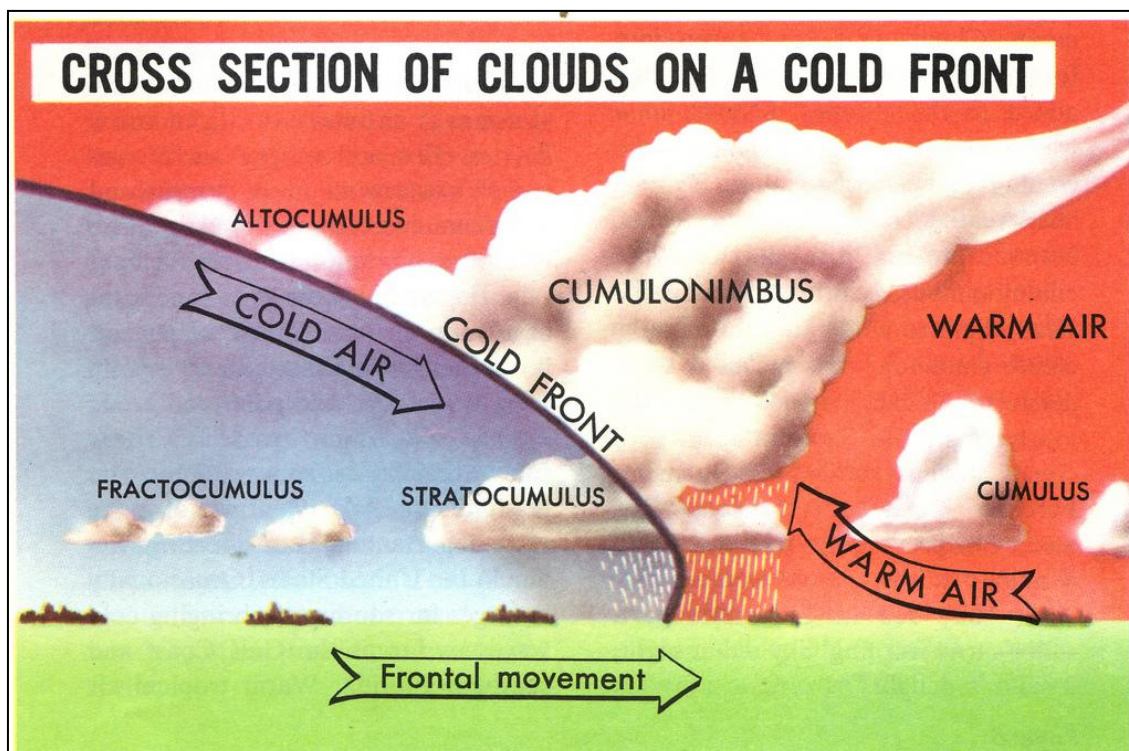 CROSS SECTION OF CLOUDS ON A COLD FRONT
ALTOCUMULUS
COLD AIR
COLD FRONT
CUMULONIMBUS
WARM AIR
FRACTOCUMULUS
STRATOCUMULUS
CUMULUS
WARM AIR
Frontal movement